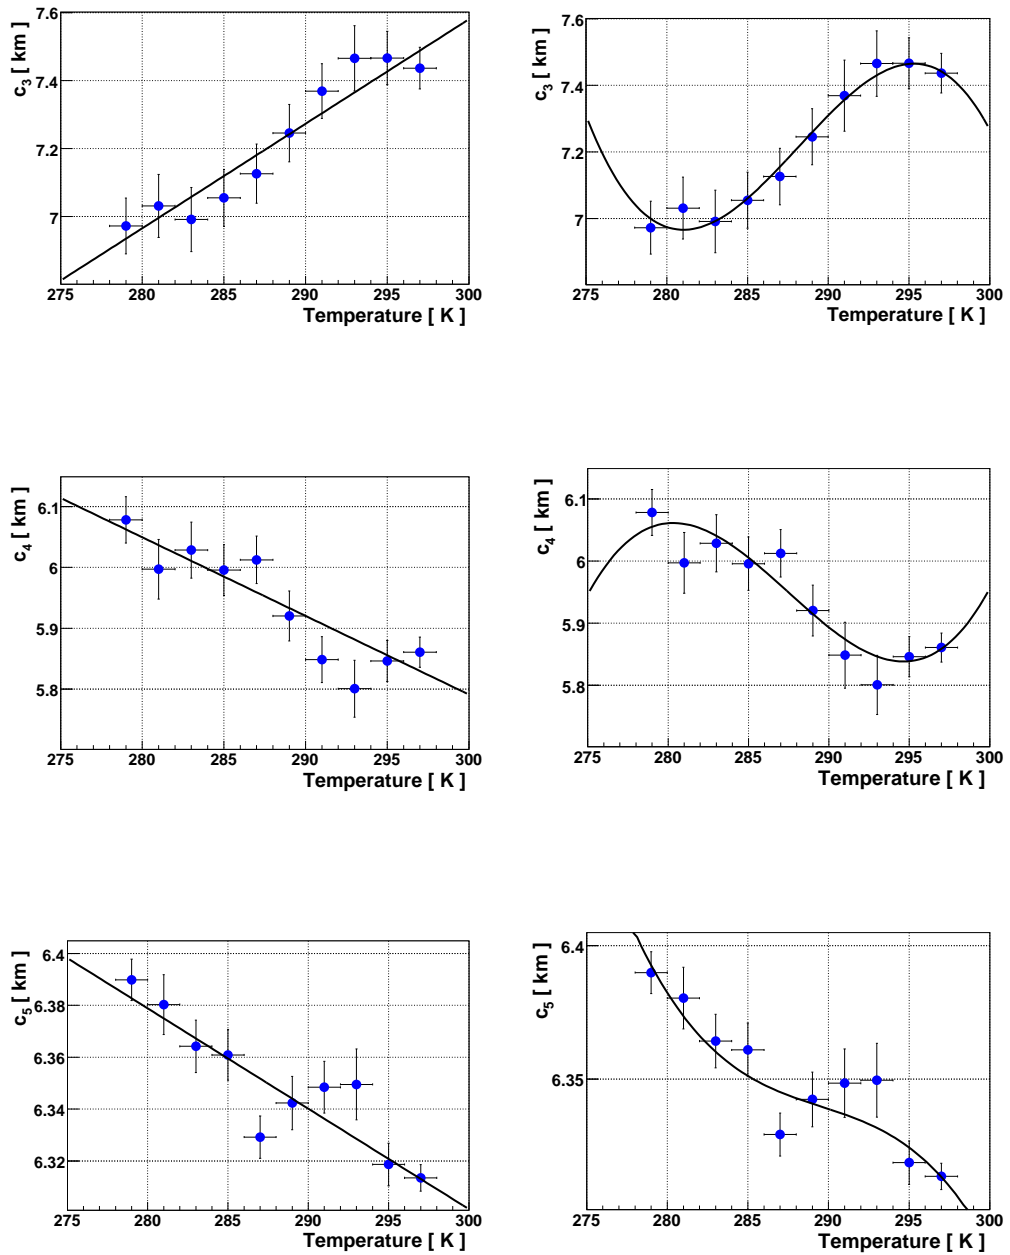 c3 [ km ]
7.6
7.4
7.2
7
275 280 285 290 295 300
Temperature [ K ]
c3 [ km ]
7.6
7.4
7.2
7
275 280 285 290 295 300
Temperature [ K ]
c4 [ km ]
6.1
6
5.9
5.8
275 280 285 290 295 300
Temperature [ K ]
c4 [ km ]
6.1
6
5.9
5.8
275 280 285 290 295 300
Temperature [ K ]
c5 [ km ]
6.4
6.38
6.36
6.34
6.32
275 280 285 290 295 300
Temperature [ K ]
c5 [ km ]
6.4
6.35
275 280 285 290 295 300
Temperature [ K ]